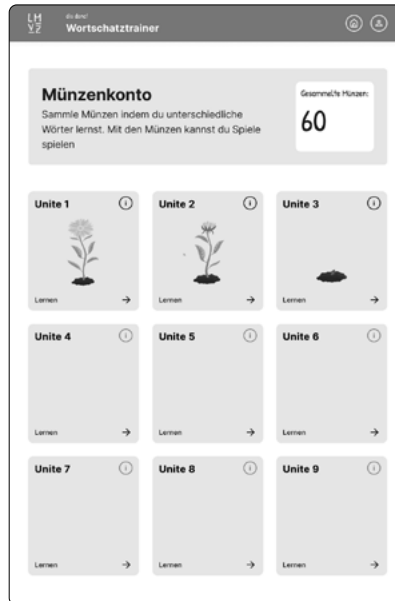 LH
VZ
dis donc!
Wortschatztrainer
Münzenkonto
Sammle Münzen indem du unterschiedliche
Wörter lernst. Mit den Münzen kannst du Spiele
spielen
Gesammelte Münzen:
60
Unite 1
Lernen
Unite 2
Lernen
Unite 3
Lernen
Unite 4
Lernen
Unite 5
Lernen
Unite 6
Lernen
Unite 7
Lernen
Unite 8
Lernen
Unite 9
Lernen